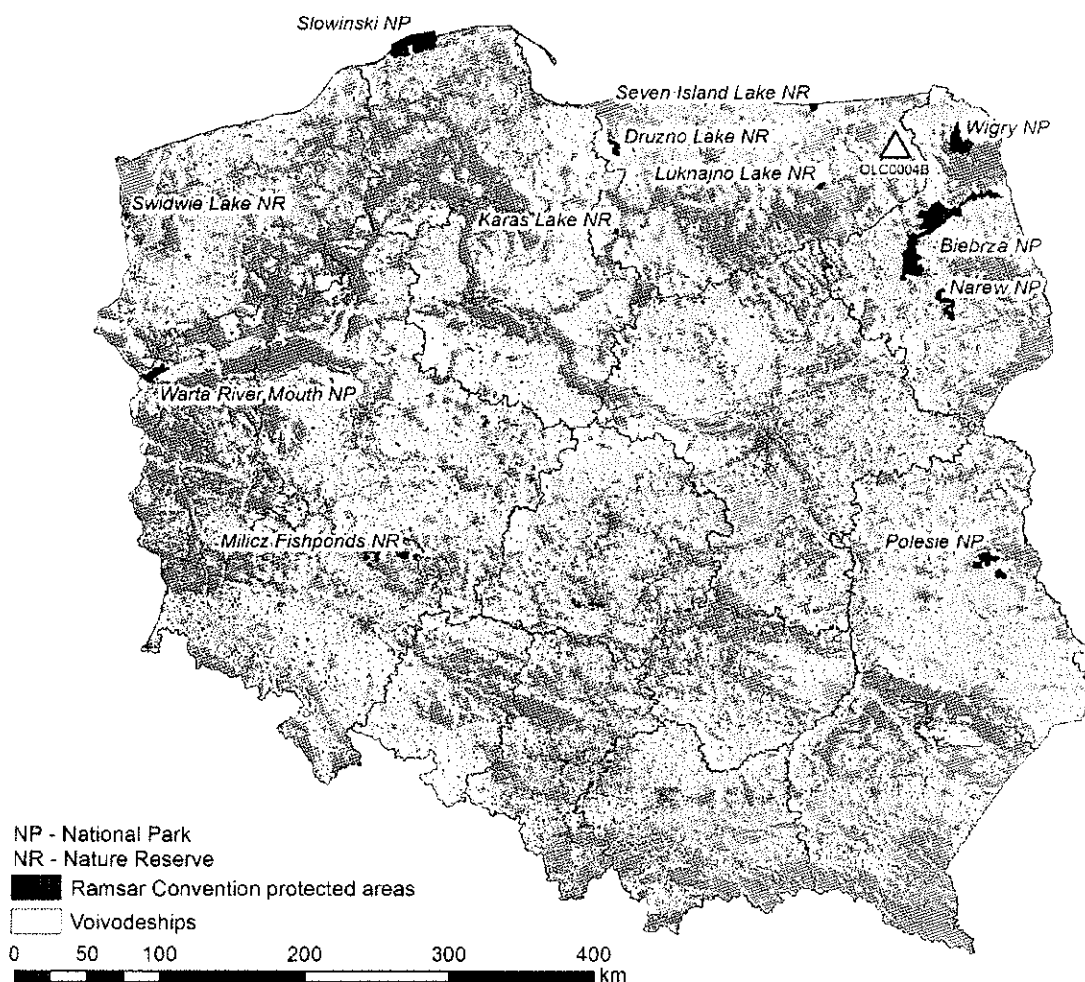 Slowinski NP
Seven Island Lake NR
Druzno Lake NR
Wigry NP
OLC0004B
Luknajno Lake NR
Swidwie Lake NR
Karas Lake NR
Biebrza NP
Narew NP
Warta River Mouth NP
Milicz Fishponds NR
Polesie NP
NP - National Park
NR - Nature Reserve
Ramsar Convention protected areas
Voivodeships
0 50 100 200 300 400
km